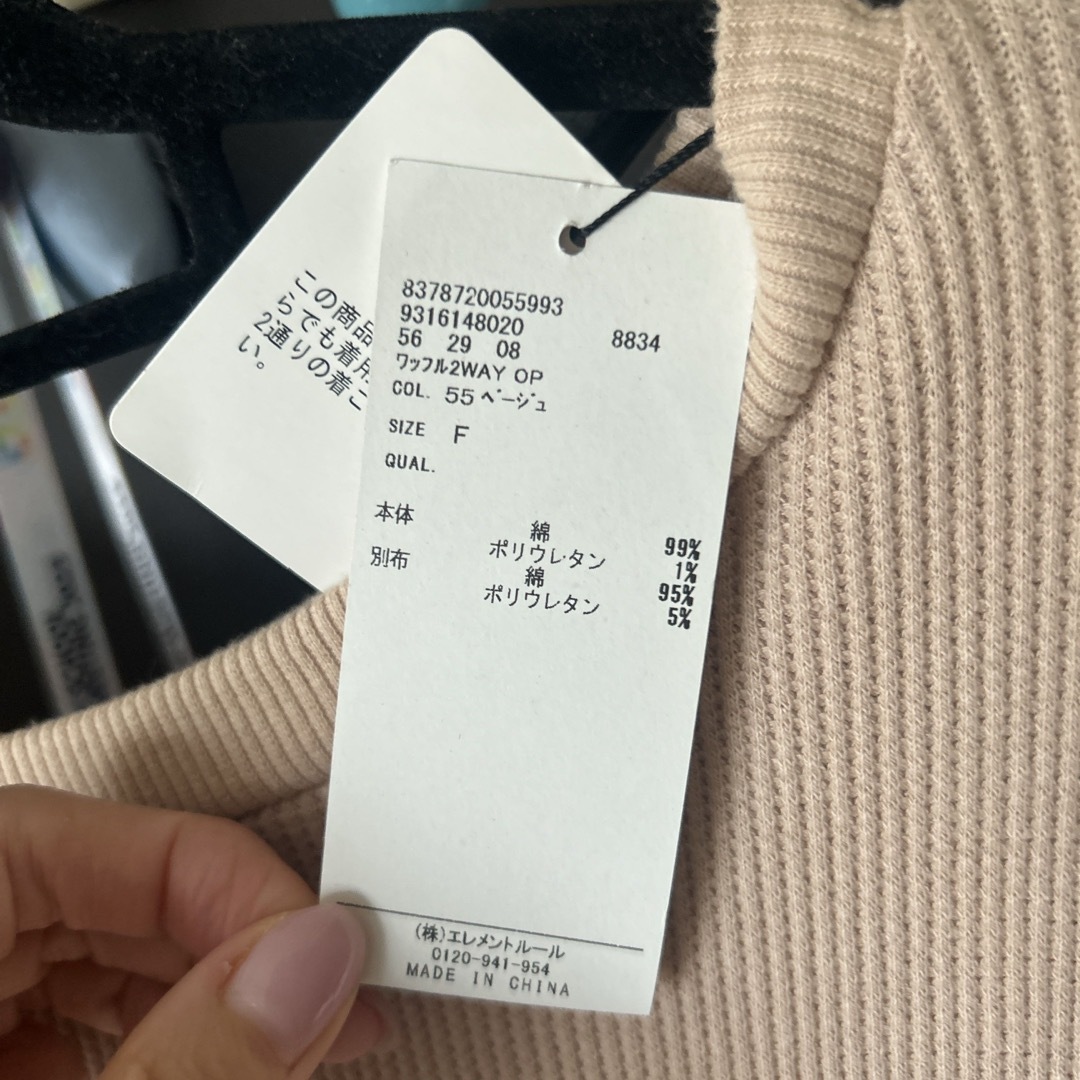 この商品
らでも着用
2通りの着こ
い。
8378720055993
9316148020 8834
56 29 08
ワッフル2WAY OP
COL. 55 ベージュ
SIZE F
QUAL.
本体 綿 99%
ポリウレタン 1%
別布 綿 95%
ポリウレタン 5%
(株)エレメントルール
0120-941-954
MADE IN CHINA